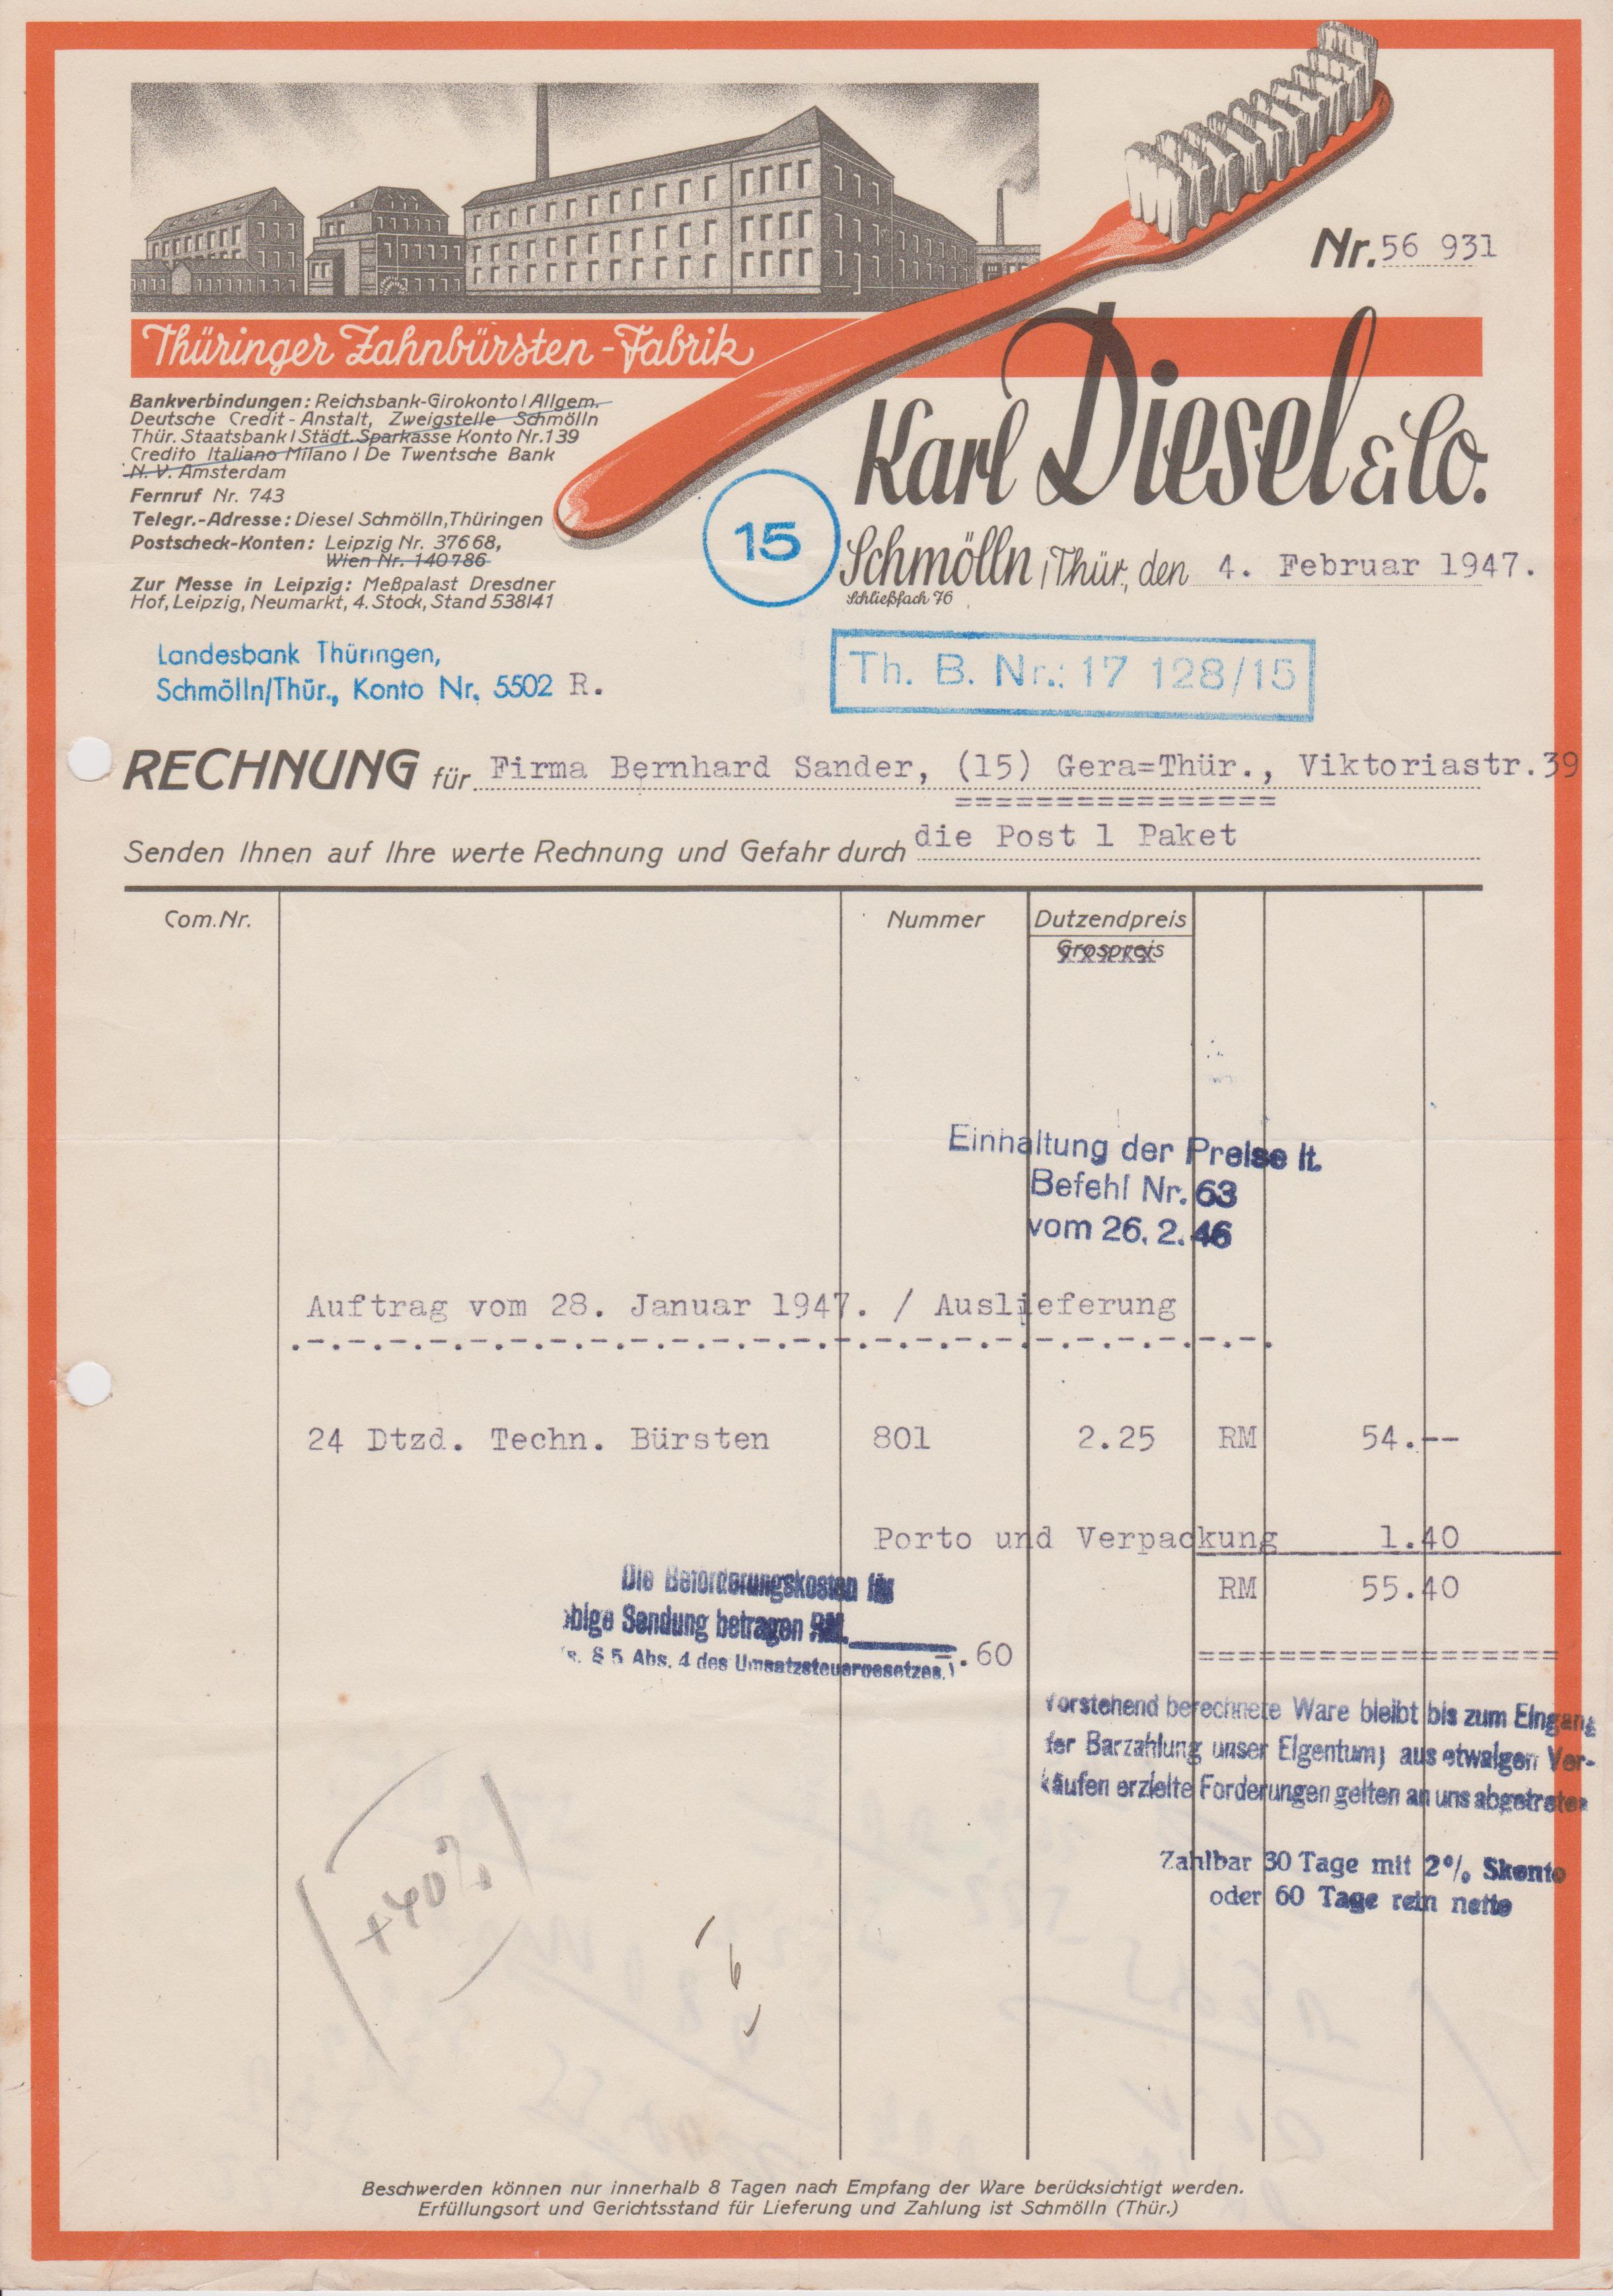 Nr. 56 931
Thüringer Zahnbürsten-Fabrik
Karl Diesel & Co.
Bankverbindungen: Reichsbank-Girokonto / Allgem.
Deutsche Credit-Anstalt, Zweigstelle Schmölln
Thür. Staatsbank / Städt. Sparkasse Konto Nr. 139
Credito Italiano Milano / De Twentsche Bank
N. V. Amsterdam
Fernruf Nr. 743
Telegr.-Adresse: Diesel Schmölln, Thüringen
Postscheck-Konten: Leipzig Nr. 37668,
Wien Nr. 140786
Zur Messe in Leipzig: Meßpalast Dresdner
Hof, Leipzig, Neumarkt, 4. Stock, Stand 538/41
15
Schmölln i/Thür., den 4. Februar 1947.
Schließfach 76
Landesbank Thüringen,
Schmölln/Thür., Konto Nr. 5502 R.
Th. B. Nr.: 17 128/15
RECHNUNG für Firma Bernhard Sander, (15) Gera=Thür., Viktoriastr.39
Senden Ihnen auf Ihre werte Rechnung und Gefahr durch die Post 1 Paket
Com.Nr. Nummer Dutzendpreis
Grospreis
Einhaltung der Preise lt.
Befehl Nr. 63
vom 26. 2. 46
Auftrag vom 28. Januar 1947. / Auslieferung
24 Dtzd. Techn. Bürsten 801 2.25 RM 54.--
Porto und Verpackung 1.40
RM 55.40
Die Beförderungskosten für
obige Sendung betragen RM. -.60
(s. § 5 Abs. 4 des Umsatzsteuergesetzes.)
Vorstehend berechnete Ware bleibt bis zum Eingang
der Barzahlung unser Eigentum; aus etwaigen Ver-
käufen erzielte Forderungen gelten an uns abgetreten
Zahlbar 30 Tage mit 2% Skonto
oder 60 Tage rein netto
+40%
Beschwerden können nur innerhalb 8 Tagen nach Empfang der Ware berücksichtigt werden.
Erfüllungsort und Gerichtsstand für Lieferung und Zahlung ist Schmölln (Thür.)